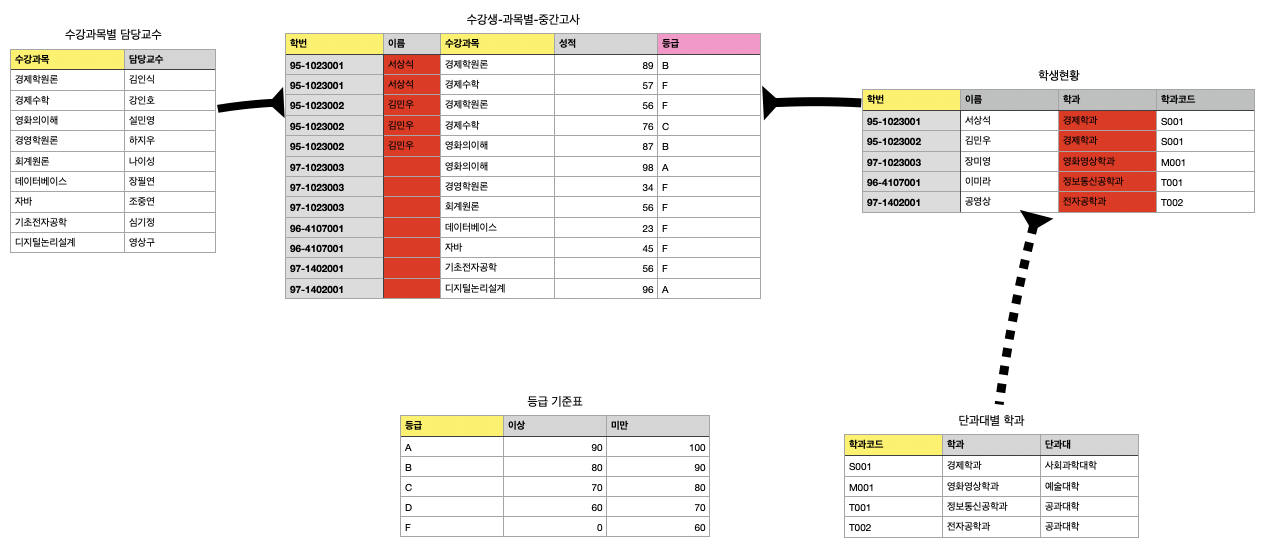 수강과목별 담당교수
수강과목 담당교수
경제학원론 김인식
경제수학 강인호
영화의이해 설민영
경영학원론 하지우
회계원론 나이성
데이터베이스 장필연
자바 조중연
기초전자공학 심기정
디지털논리설계 영상구
수강생-과목별-중간고사
학번 이름 수강과목 성적 등급
95-1023001 서상석 경제학원론 89 B
95-1023001 서상석 경제수학 57 F
95-1023002 김민우 경제학원론 56 F
95-1023002 김민우 경제수학 76 C
95-1023002 김민우 영화의이해 87 B
97-1023003 영화의이해 98 A
97-1023003 경영학원론 34 F
97-1023003 회계원론 56 F
96-4107001 데이터베이스 23 F
96-4107001 자바 45 F
97-1402001 기초전자공학 56 F
97-1402001 디지털논리설계 96 A
학생현황
학번 이름 학과 학과코드
95-1023001 서상석 경제학과 S001
95-1023002 김민우 경제학과 S001
97-1023003 장미영 영화영상학과 M001
96-4107001 이미라 정보통신공학과 T001
97-1402001 공영상 전자공학과 T002
등급 기준표
등급 이상 미만
A 90 100
B 80 90
C 70 80
D 60 70
F 0 60
단과대별 학과
학과코드 학과 단과대
S001 경제학과 사회과학대학
M001 영화영상학과 예술대학
T001 정보통신공학과 공과대학
T002 전자공학과 공과대학